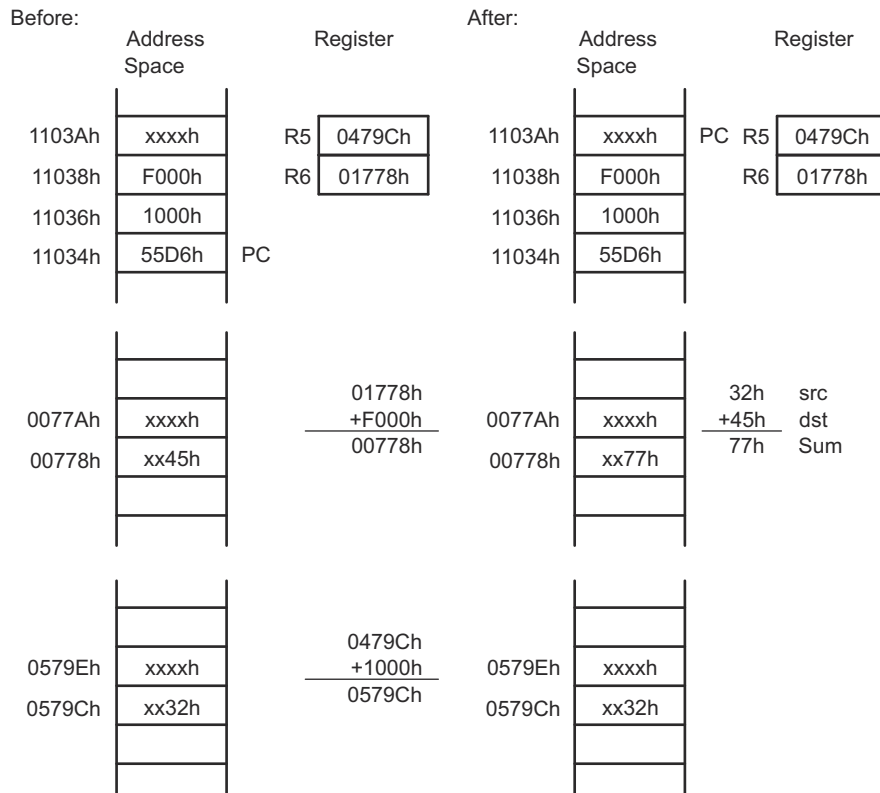 Before:
Address Space
Register
1103Ah xxxxh R5 0479Ch
11038h F000h R6 01778h
11036h 1000h
11034h 55D6h PC
01778h
0077Ah xxxxh +F000h
00778h xx45h 00778h
0479Ch
0579Eh xxxxh +1000h
0579Ch xx32h 0579Ch
After:
Address Space
Register
1103Ah xxxxh PC R5 0479Ch
11038h F000h R6 01778h
11036h 1000h
11034h 55D6h
32h src
0077Ah xxxxh +45h dst
00778h xx77h 77h Sum
0579Eh xxxxh
0579Ch xx32h